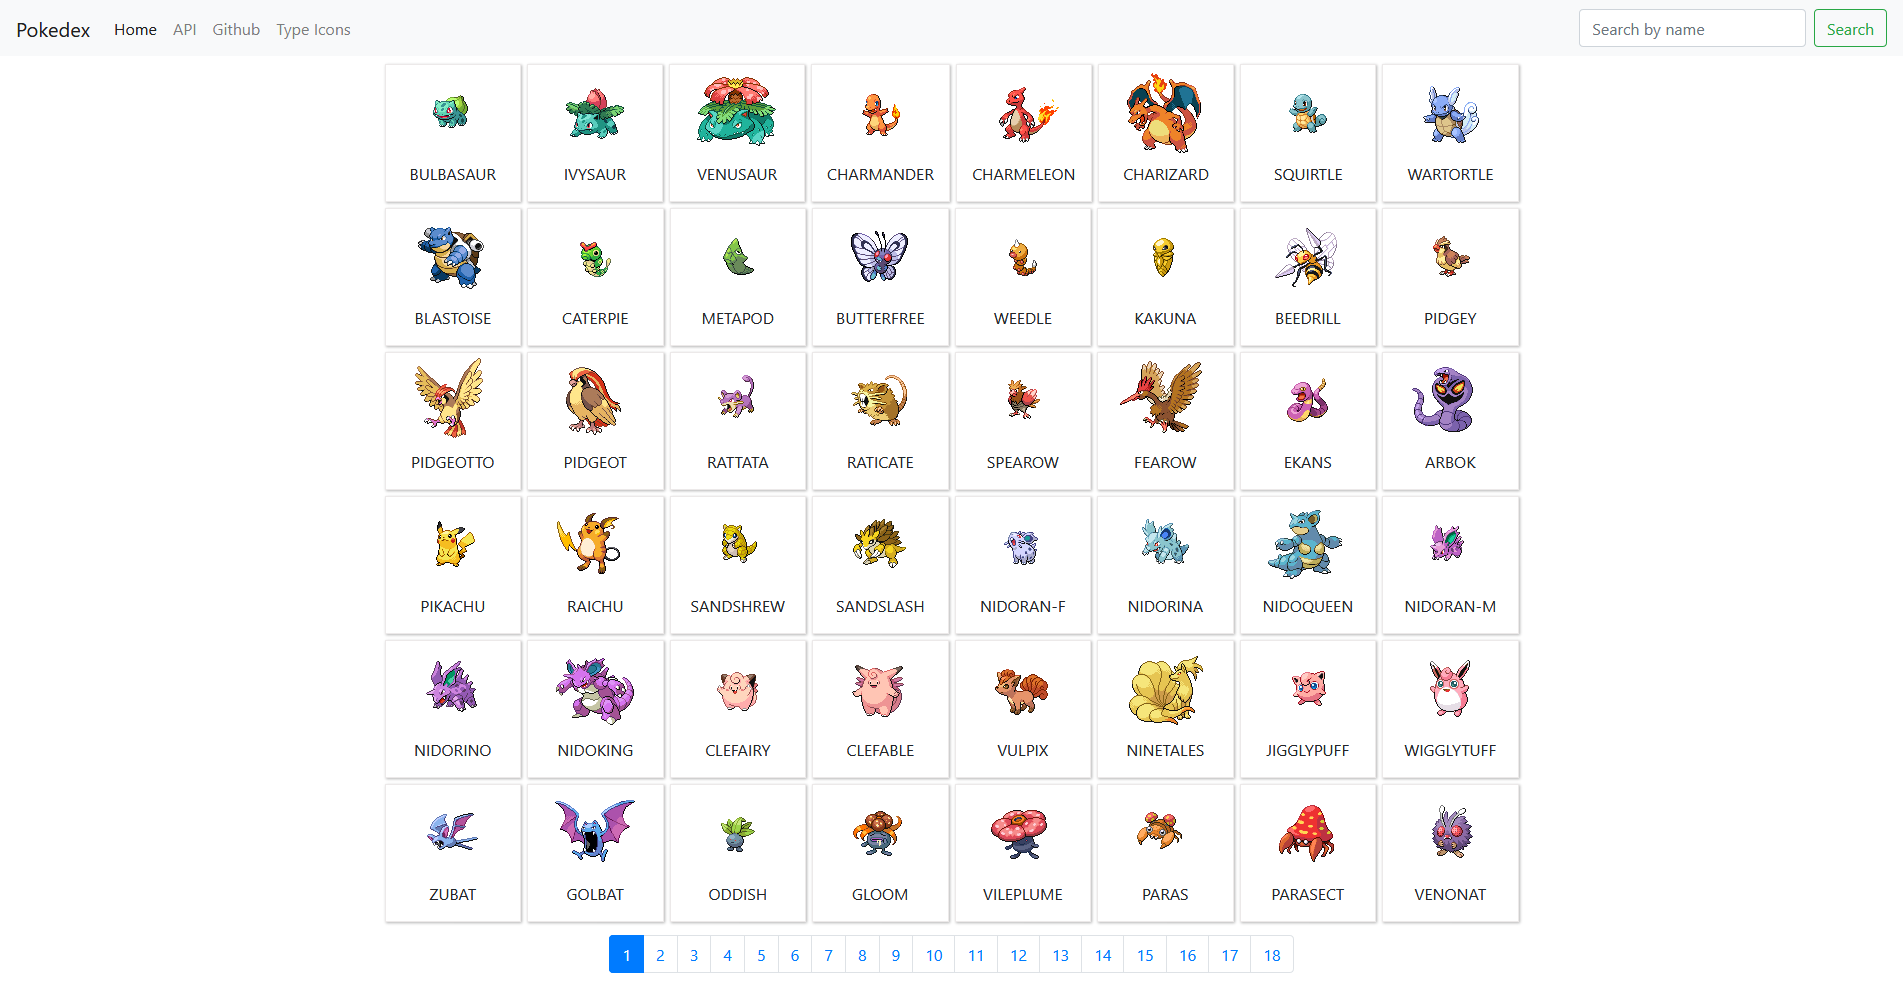 Pokedex Home API Github Type Icons Search by name Search
BULBASAUR IVYSAUR VENUSAUR CHARMANDER CHARMELEON CHARIZARD SQUIRTLE WARTORTLE
BLASTOISE CATERPIE METAPOD BUTTERFREE WEEDLE KAKUNA BEEDRILL PIDGEY
PIDGEOTTO PIDGEOT RATTATA RATICATE SPEAROW FEAROW EKANS ARBOK
PIKACHU RAICHU SANDSHREW SANDSLASH NIDORAN-F NIDORINA NIDOQUEEN NIDORAN-M
NIDORINO NIDOKING CLEFAIRY CLEFABLE VULPIX NINETALES JIGGLYPUFF WIGGLYTUFF
ZUBAT GOLBAT ODDISH GLOOM VILEPLUME PARAS PARASECT VENONAT
1 2 3 4 5 6 7 8 9 10 11 12 13 14 15 16 17 18